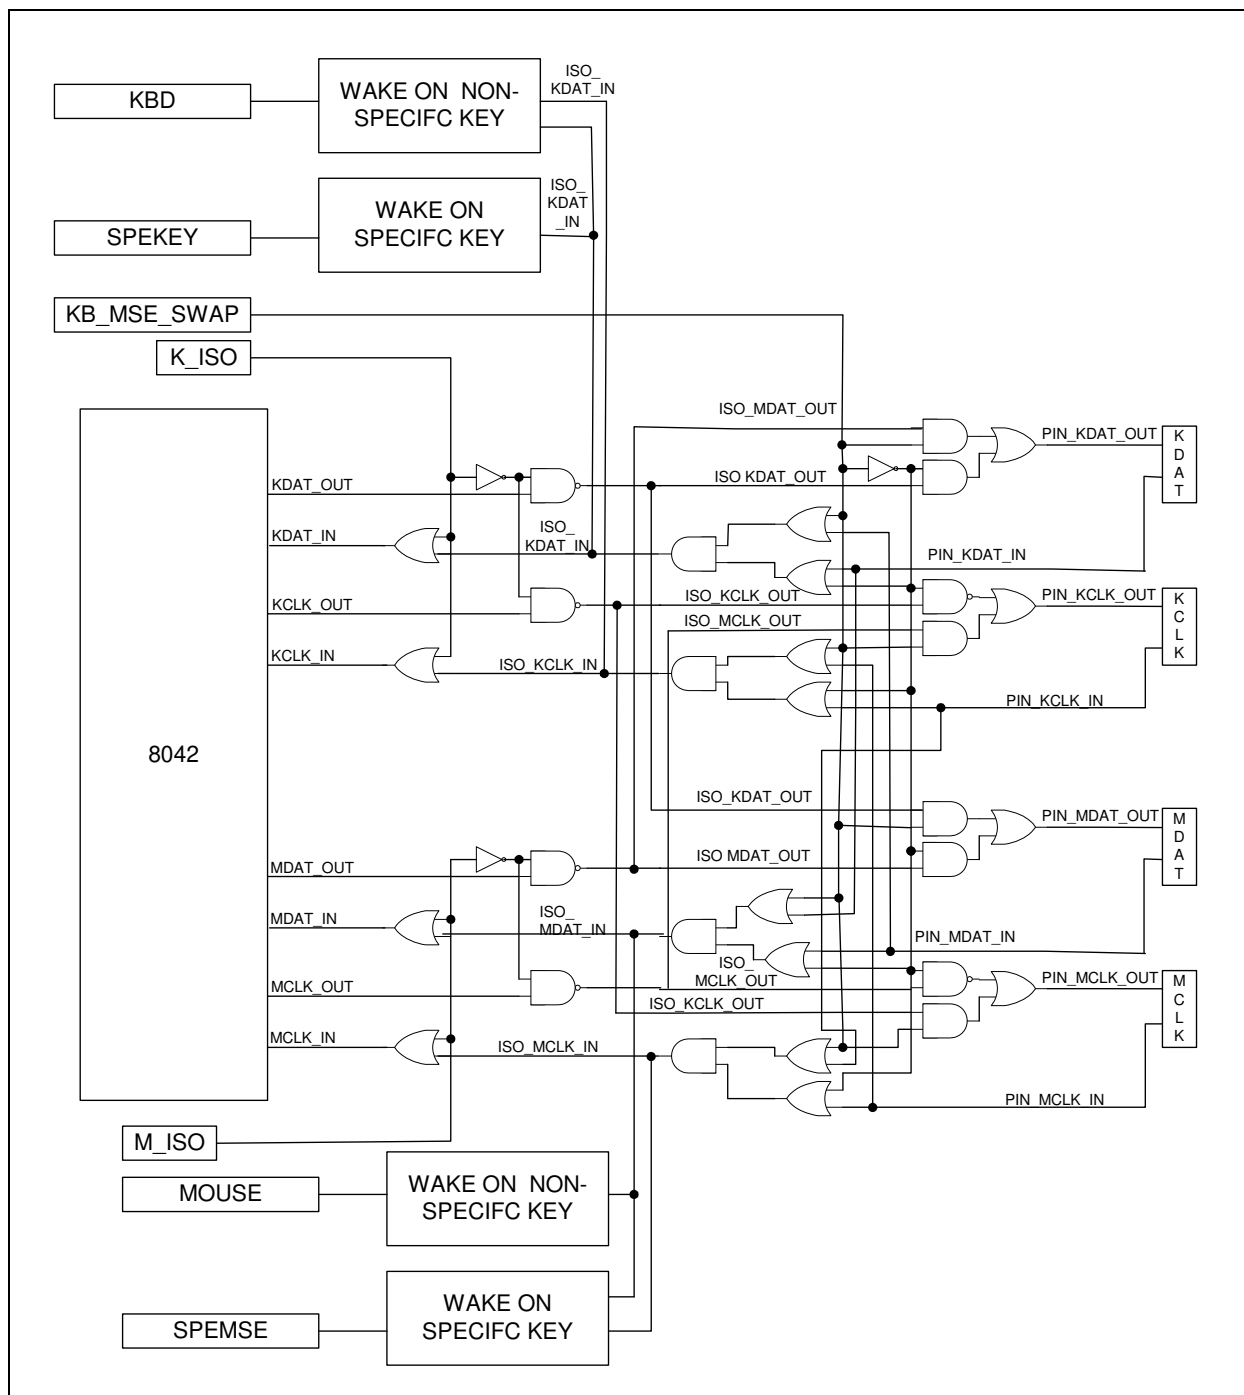 KBD
WAKE ON NON-
SPECIFC KEY
ISO_
KDAT_IN
SPEKEY
WAKE ON
SPECIFC KEY
ISO_
KDAT
_IN
KB_MSE_SWAP
K_ISO
8042
KDAT_OUT
KDAT_IN
KCLK_OUT
KCLK_IN
MDAT_OUT
MDAT_IN
MCLK_OUT
MCLK_IN
ISO_MDAT_OUT
ISO KDAT_OUT
ISO_
KDAT_IN
ISO_KCLK_OUT
ISO_MCLK_OUT
ISO_KCLK_IN
PIN_KDAT_OUT
K
D
A
T
PIN_KDAT_IN
PIN_KCLK_OUT
K
C
L
K
PIN_KCLK_IN
ISO_KDAT_OUT
ISO MDAT_OUT
ISO_
MDAT_IN
ISO_
MCLK_OUT
ISO_KCLK_OUT
ISO_MCLK_IN
PIN_MDAT_OUT
M
D
A
T
PIN_MDAT_IN
PIN_MCLK_OUT
M
C
L
K
PIN_MCLK_IN
M_ISO
MOUSE
WAKE ON NON-
SPECIFC KEY
SPEMSE
WAKE ON
SPECIFC KEY